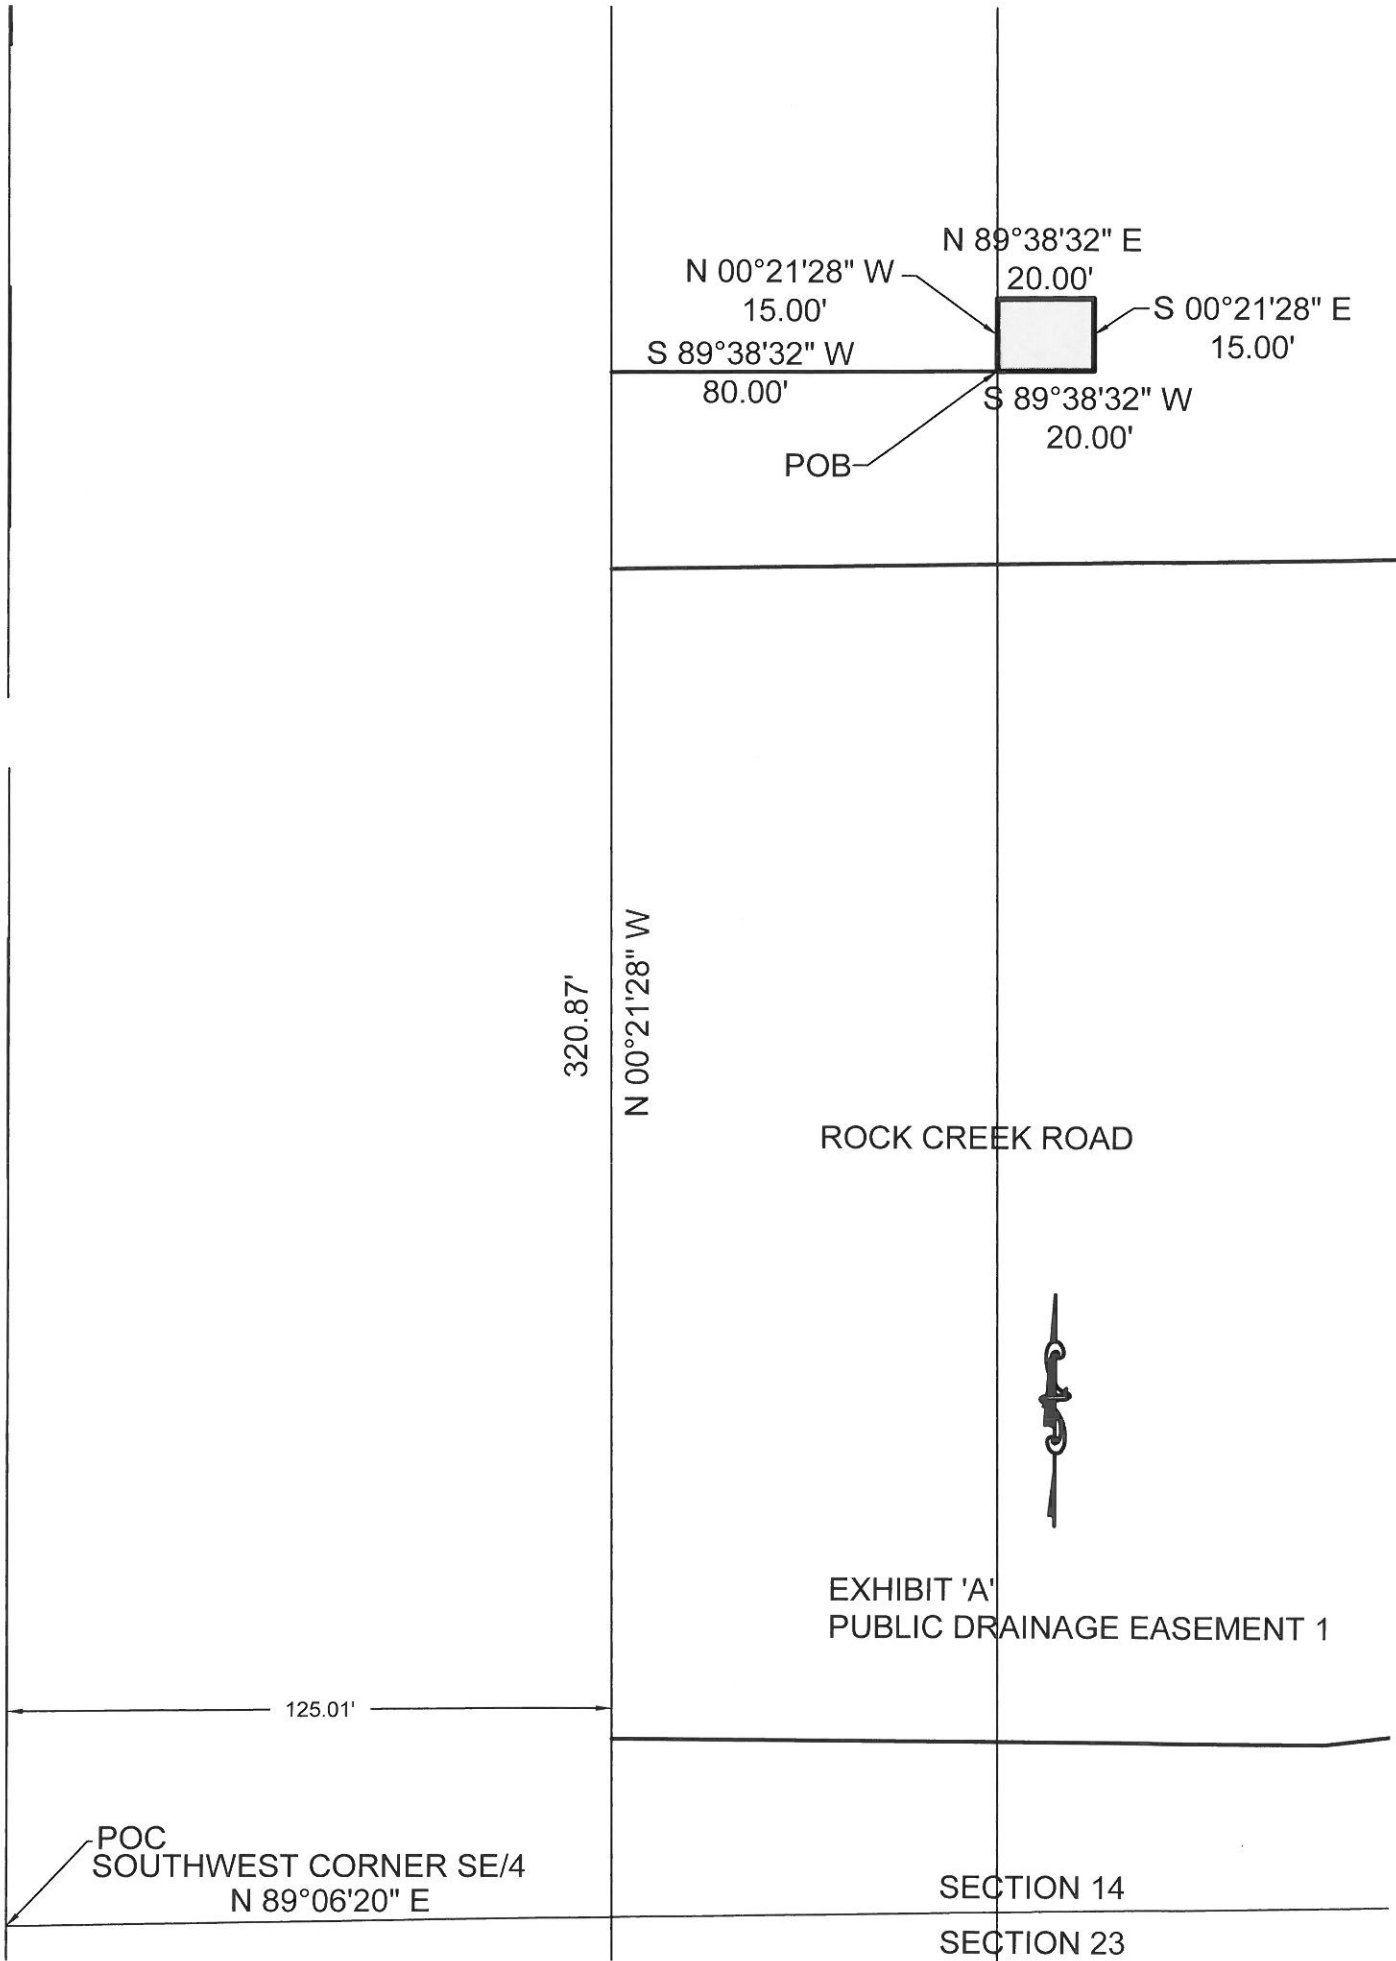 N 89°38'32" E
20.00'
N 00°21'28" W
15.00'
S 00°21'28" E
15.00'
S 89°38'32" W
80.00'
S 89°38'32" W
20.00'
POB
320.87'
N 00°21'28" W
ROCK CREEK ROAD
EXHIBIT 'A'
PUBLIC DRAINAGE EASEMENT 1
125.01'
POC
SOUTHWEST CORNER SE/4
N 89°06'20" E
SECTION 14
SECTION 23